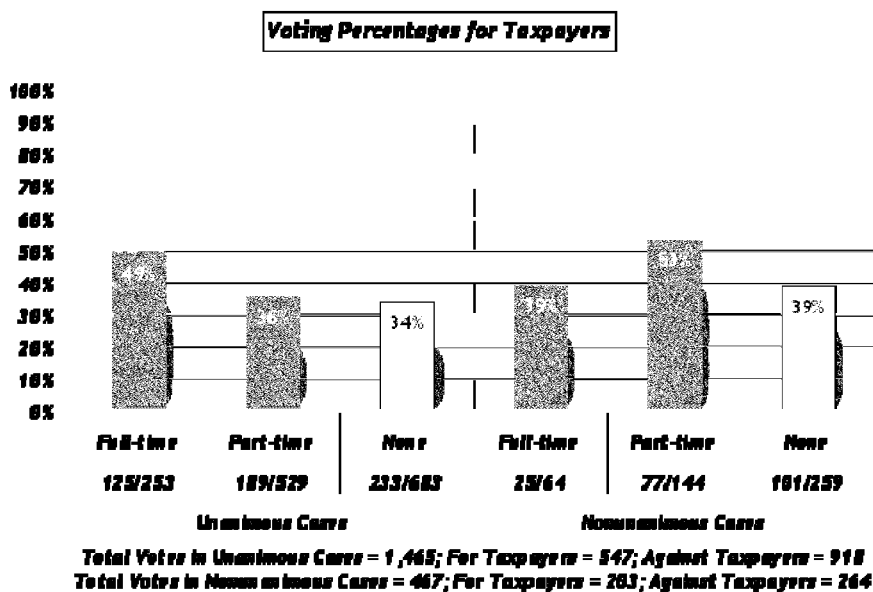 Voting Percentages for Taxpayers
100%
90%
80%
70%
60%
50%
40%
30%
20%
10%
0%
49%
36%
34%
39%
53%
39%
Full-time Part-time None Full-time Part-time None
125/253 189/529 233/683 25/64 77/144 101/259
Unanimous Cases Nonunanimous Cases
Total Votes in Unanimous Cases = 1,465; For Taxpayers = 547; Against Taxpayers = 918
Total Votes in Nonunanimous Cases = 467; For Taxpayers = 203; Against Taxpayers = 264